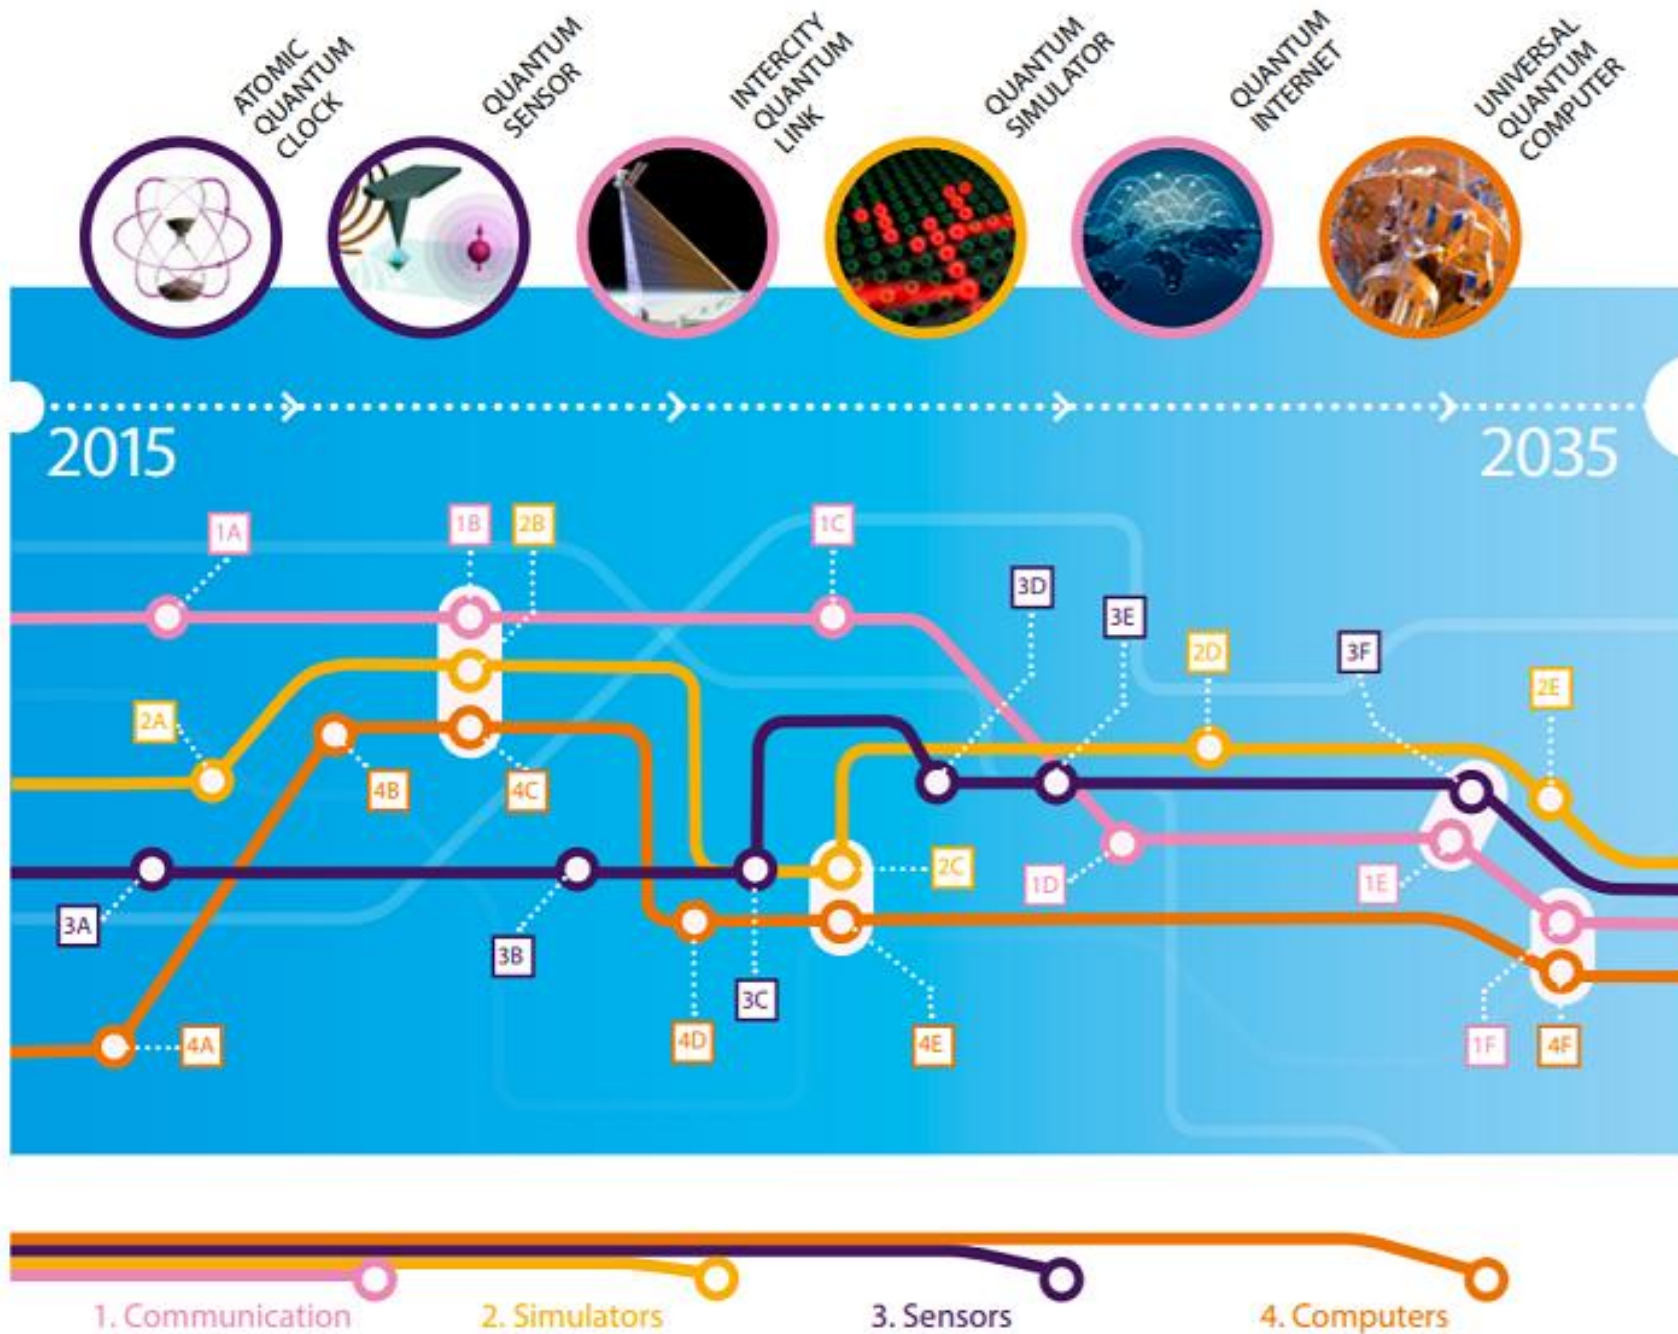 ATOMIC
QUANTUM
CLOCK
QUANTUM
SENSOR
INTERCITY
QUANTUM
LINK
QUANTUM
SIMULATOR
QUANTUM
INTERNET
UNIVERSAL
QUANTUM
COMPUTER
2015
2035
1A
1B
2B
1C
3D
3E
2D
3F
2E
2A
4B
4C
2C
1D
1E
3A
3B
3C
4A
4D
4E
1F
4F
1. Communication
2. Simulators
3. Sensors
4. Computers